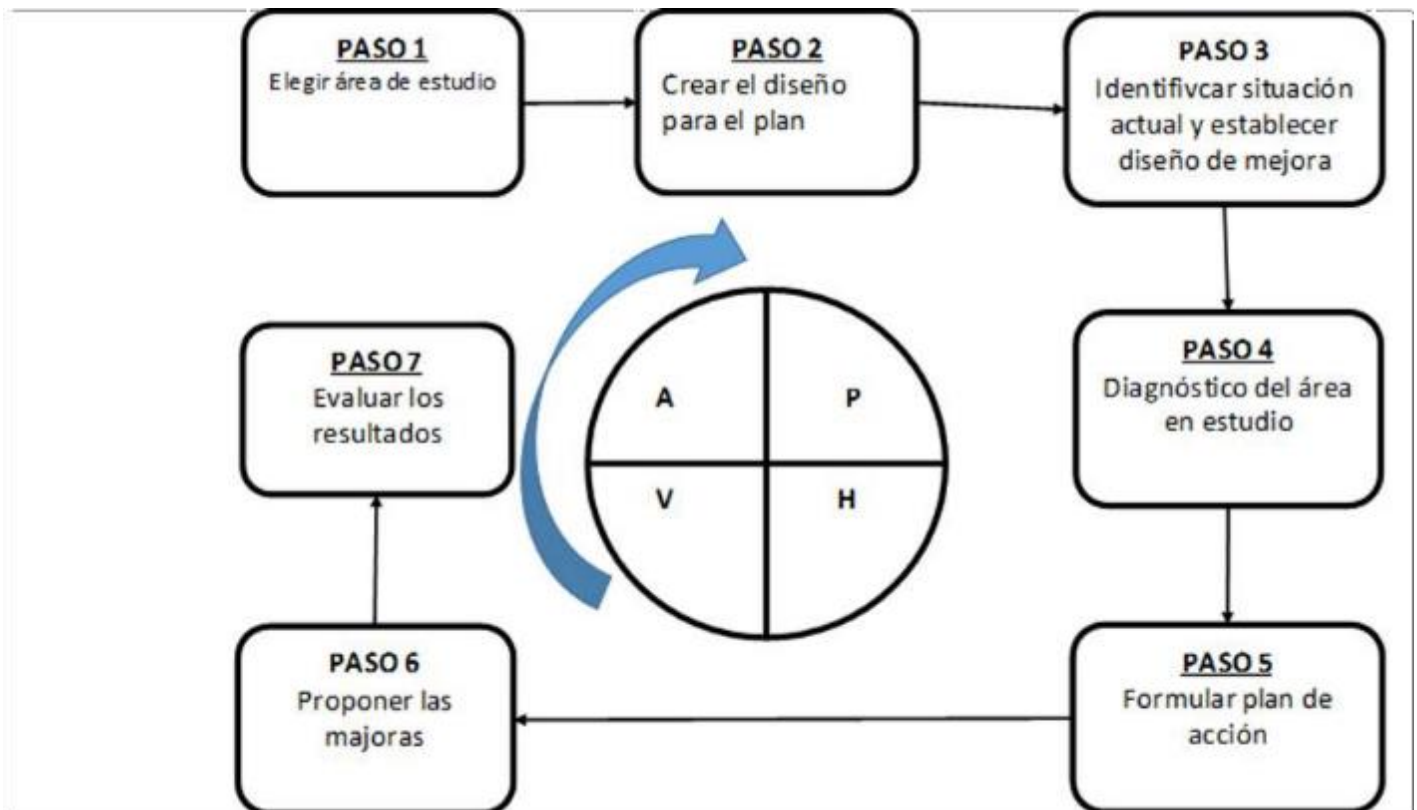 PASO 1
Elegir área de estudio
PASO 2
Crear el diseño
para el plan
PASO 3
Identifivcar situación
actual y establecer
diseño de mejora
PASO 4
Diagnóstico del área
en estudio
PASO 5
Formular plan de
acción
PASO 6
Proponer las
majoras
PASO 7
Evaluar los
resultados
A
P
V
H